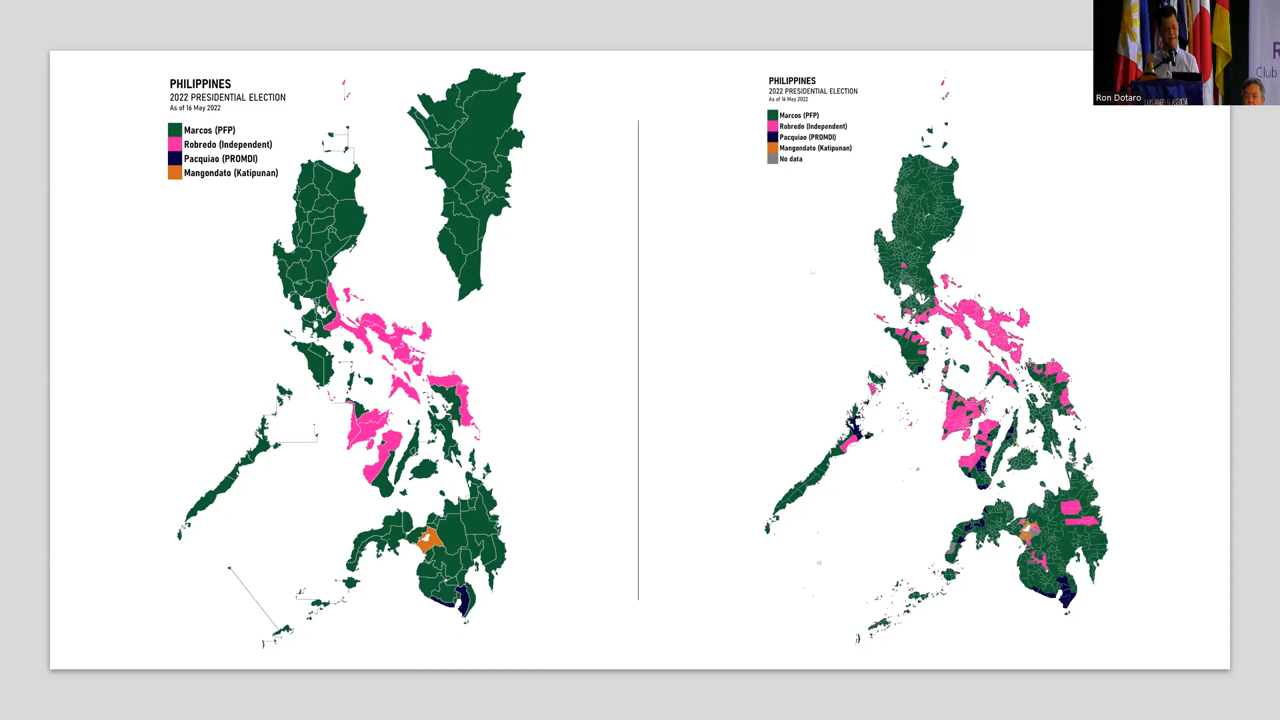 PHILIPPINES
2022 PRESIDENTIAL ELECTION
As of 16 May 2022
Marcos (PFP)
Robredo (Independent)
Pacquiao (PROMDI)
Mangondato (Katipunan)
PHILIPPINES
2022 PRESIDENTIAL ELECTION
As of 16 May 2022
Marcos (PFP)
Robredo (Independent)
Pacquiao (PROMDI)
Mangondato (Katipunan)
No data
R
Club
Ron Dotaro